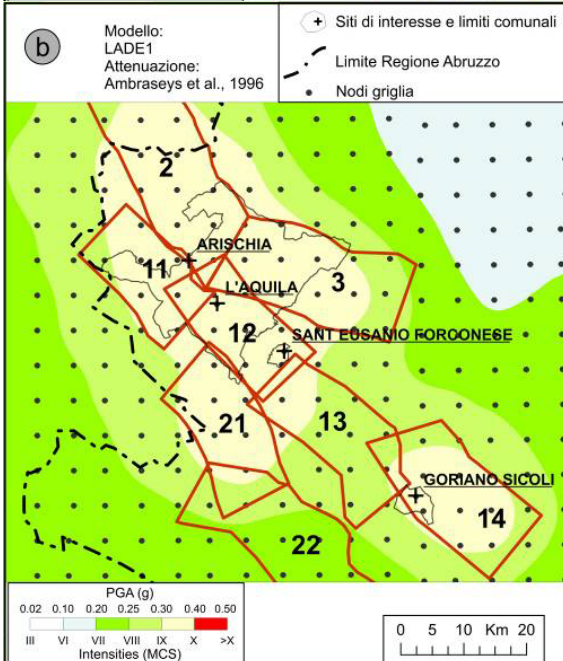 b
Modello:
LADE1
Attenuazione:
Ambraseys et al., 1996
Siti di interesse e limiti comunali
Limite Regione Abruzzo
Nodi griglia
2
ARISCHIA
11
3
L'AQUILA
12
SANT EUSANIO FORCONESE
21
13
GORIANO SICOLI
14
22
PGA (g)
0.02 0.10 0.20 0.30 0.40 0.50
III VI VII VIII IX X >X
Intensities (MCS)
0 5 10 Km 20